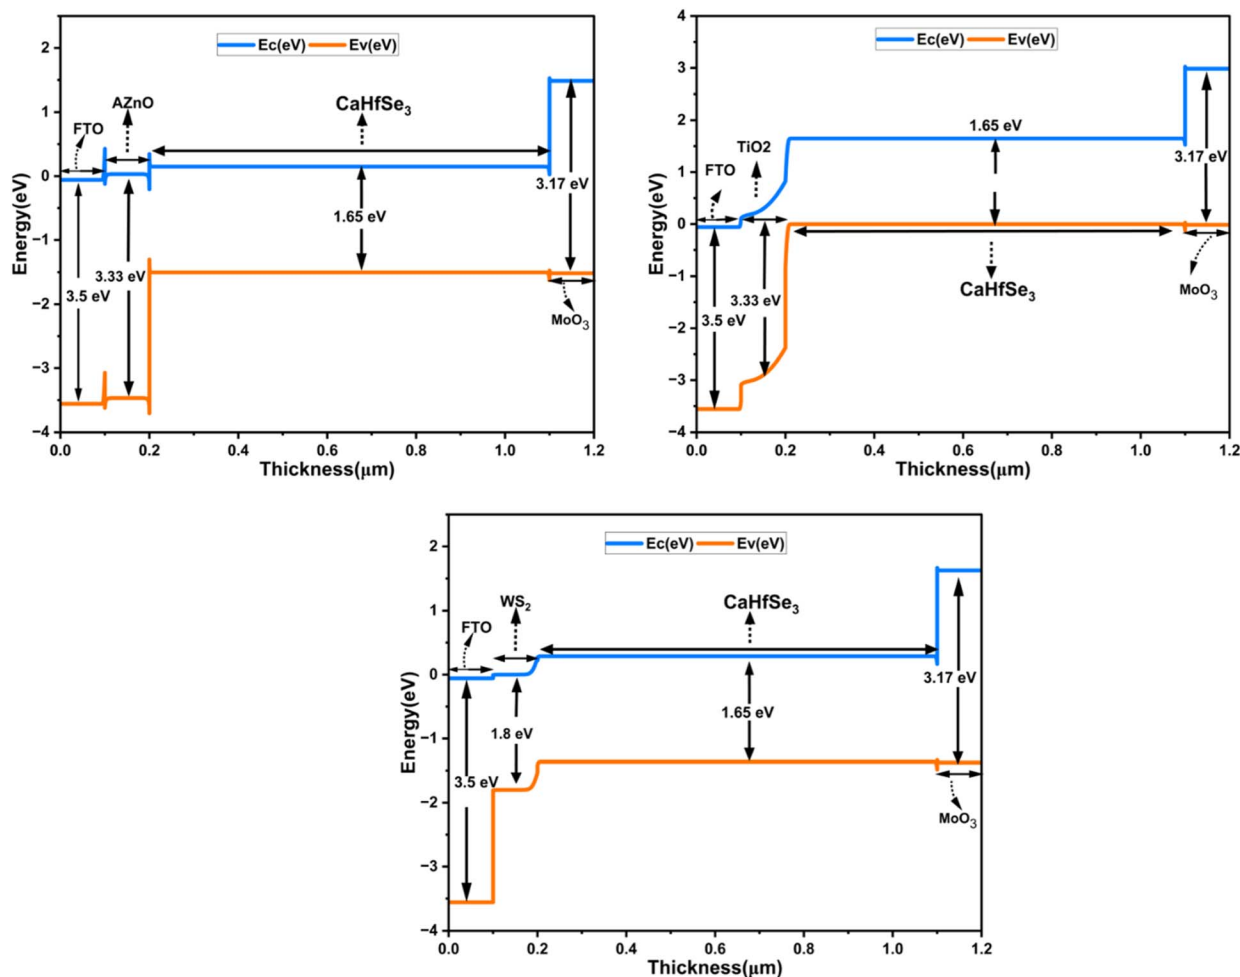 Ec(eV) Ev(eV)
AZnO
CaHfSe3
FTO
3.17 eV
1.65 eV
3.33 eV
3.5 eV
MoO3
2
1
0
−1
−2
−3
−4
Energy(eV)
0.0 0.2 0.4 0.6 0.8 1.0 1.2
Thickness(μm)
Ec(eV) Ev(eV)
1.65 eV
TiO2
FTO
3.17 eV
3.33 eV
3.5 eV
CaHfSe3
MoO3
4
3
2
1
0
−1
−2
−3
−4
Energy(eV)
0.0 0.2 0.4 0.6 0.8 1.0 1.2
Thickness(μm)
Ec(eV) Ev(eV)
WS2
CaHfSe3
FTO
3.17 eV
1.8 eV
1.65 eV
3.5 eV
MoO3
2
1
0
−1
−2
−3
−4
Energy(eV)
0.0 0.2 0.4 0.6 0.8 1.0 1.2
Thickness(μm)